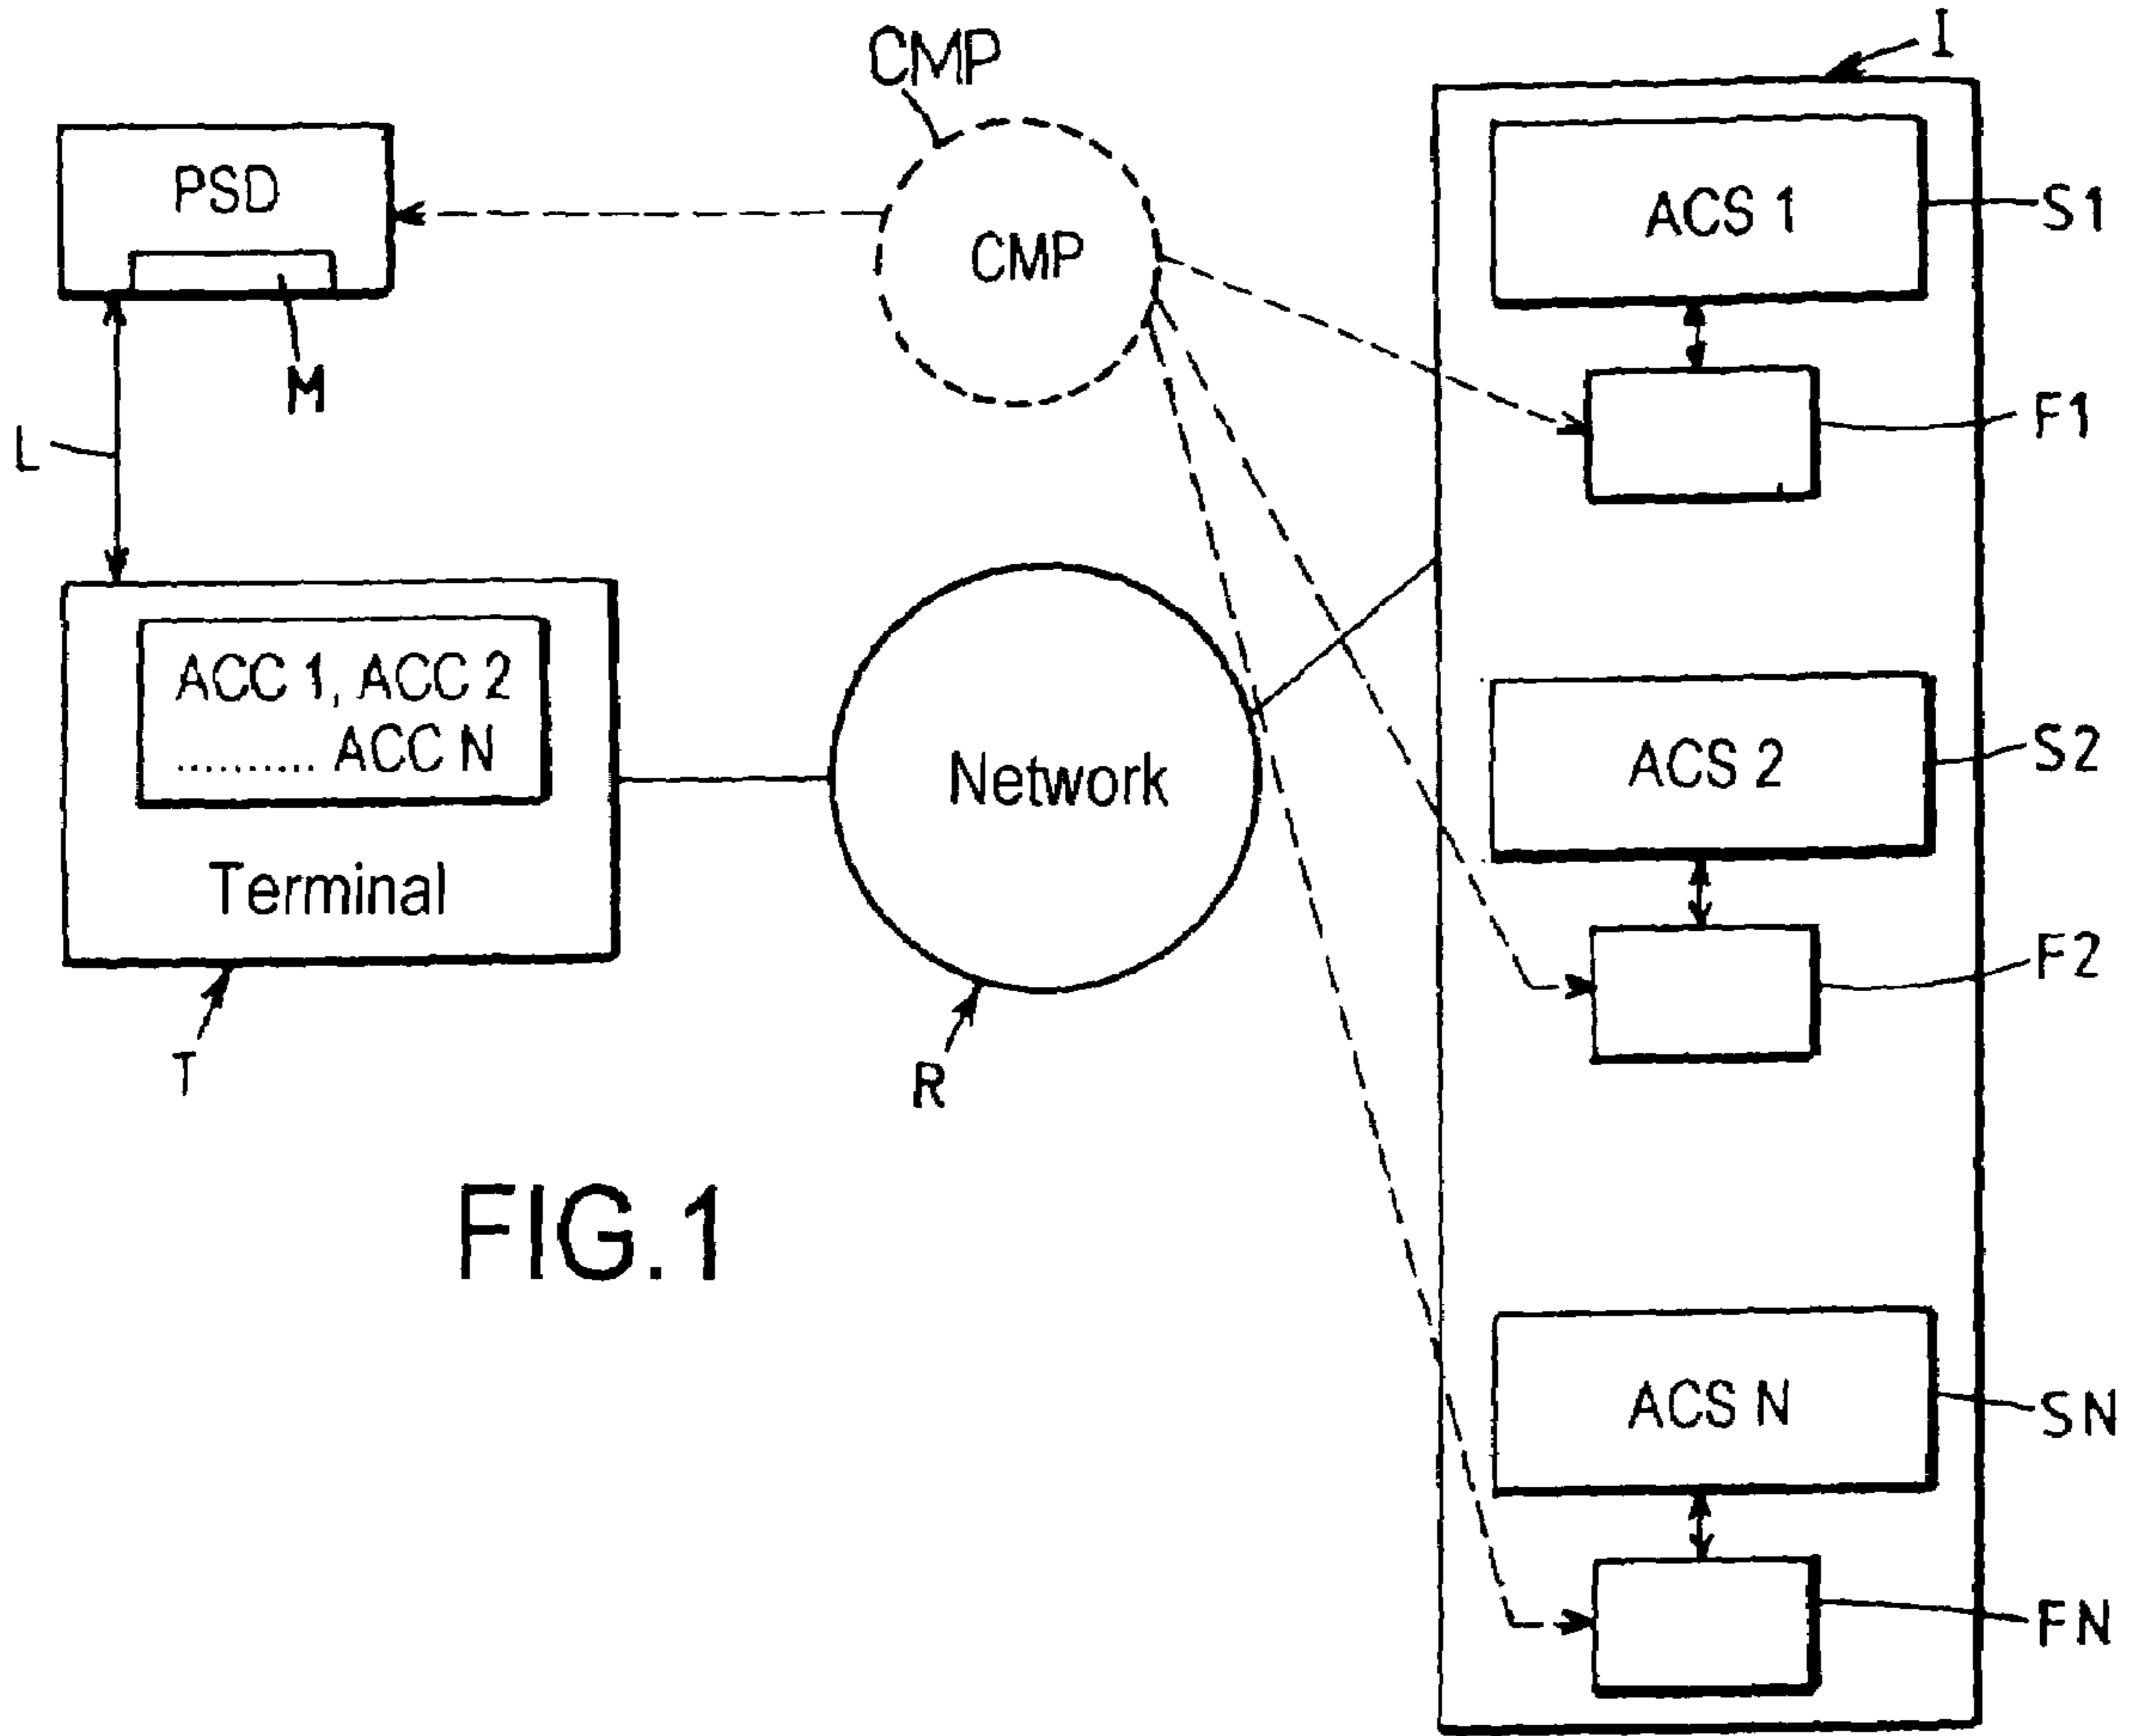 CMP
I
PSD
CMP
ACS 1
S1
M
F1
L
ACC 1, ACC 2
.......... ACC N
Terminal
Network
ACS 2
S2
F2
T
R
FIG.1
ACS N
SN
FN